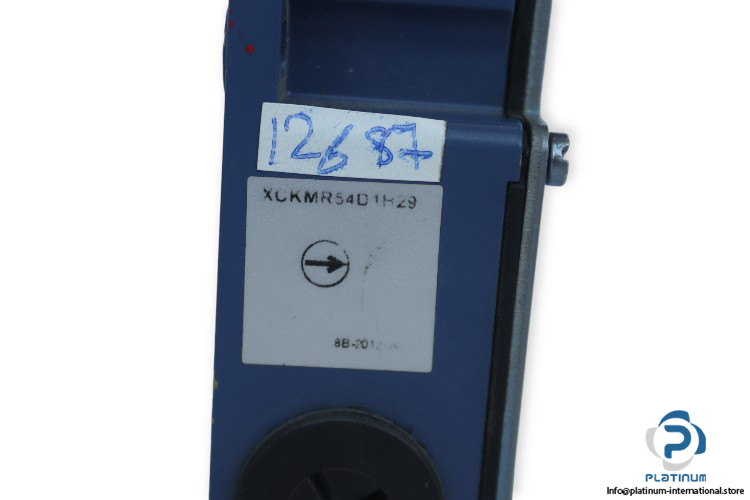 12687
XCKMR54D1H29
8B-201
PLATINUM
Info@platinum-international.store